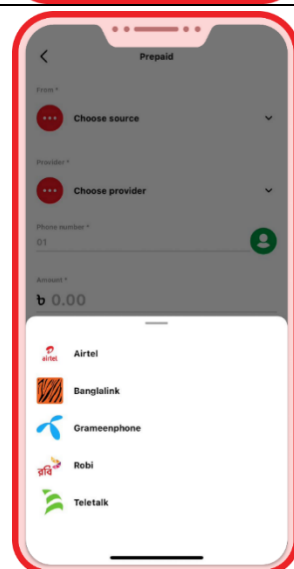 Prepaid
From *
Choose source
Provider *
Choose provider
Phone number *
01
Amount *
৳ 0.00
airtel
Airtel
Banglalink
Grameenphone
রবি
Robi
Teletalk